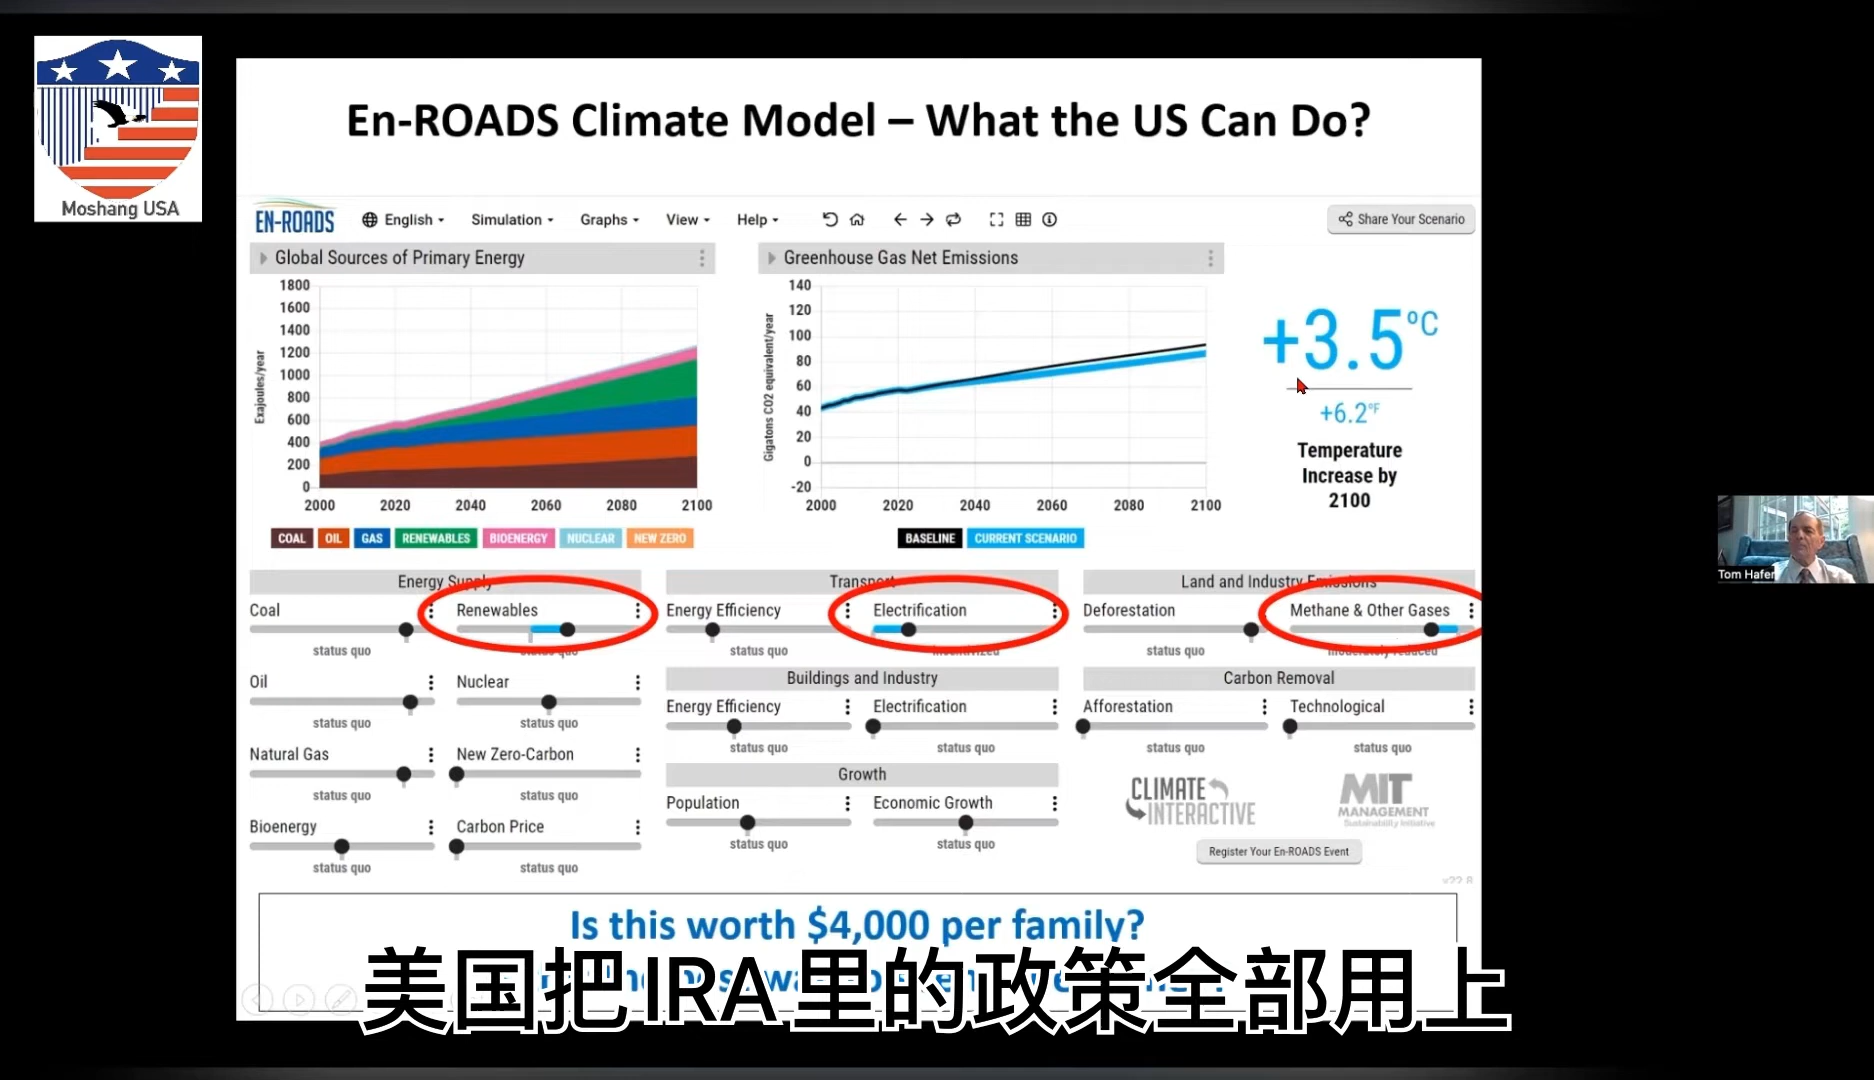 Moshang USA
En-ROADS Climate Model – What the US Can Do?
EN-ROADS
English
Simulation
Graphs
View
Help
Share Your Scenario
Global Sources of Primary Energy
Exajoules/year
1800
1600
1400
1200
1000
800
600
400
200
0
2000 2020 2040 2060 2080 2100
COAL OIL GAS RENEWABLES BIOENERGY NUCLEAR NEW ZERO
Greenhouse Gas Net Emissions
Gigatons CO2 equivalent/year
140
120
100
80
60
40
20
0
-20
2000 2020 2040 2060 2080 2100
BASELINE CURRENT SCENARIO
+3.5°C
+6.2°F
Temperature
Increase by
2100
Tom Hafer
Energy Supply
Coal
status quo
Renewables
status quo
Oil
status quo
Nuclear
status quo
Natural Gas
status quo
New Zero-Carbon
status quo
Bioenergy
status quo
Carbon Price
status quo
Transport
Energy Efficiency
status quo
Electrification
incentivized
Buildings and Industry
Energy Efficiency
status quo
Electrification
status quo
Growth
Population
status quo
Economic Growth
status quo
Land and Industry Emissions
Deforestation
status quo
Methane & Other Gases
moderately reduced
Carbon Removal
Afforestation
status quo
Technological
status quo
CLIMATE
INTERACTIVE
MIT
MANAGEMENT
Sustainability Initiative
Register Your En-ROADS Event
v22.8
Is this worth $4,000 per family?
美国把IRA里的政策全部用上